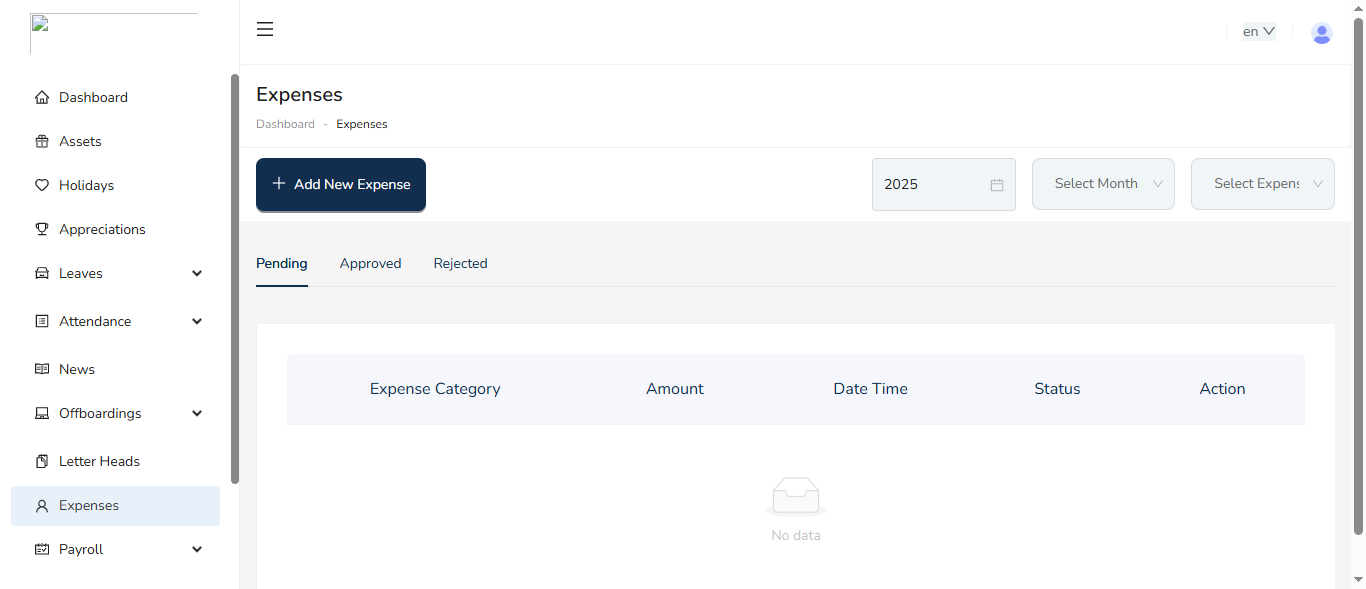 en
Dashboard
Assets
Holidays
Appreciations
Leaves
Attendance
News
Offboardings
Letter Heads
Expenses
Payroll
Expenses
Dashboard - Expenses
Add New Expense
2025
Select Month
Select Expens
Pending Approved Rejected
Expense Category Amount Date Time Status Action
No data